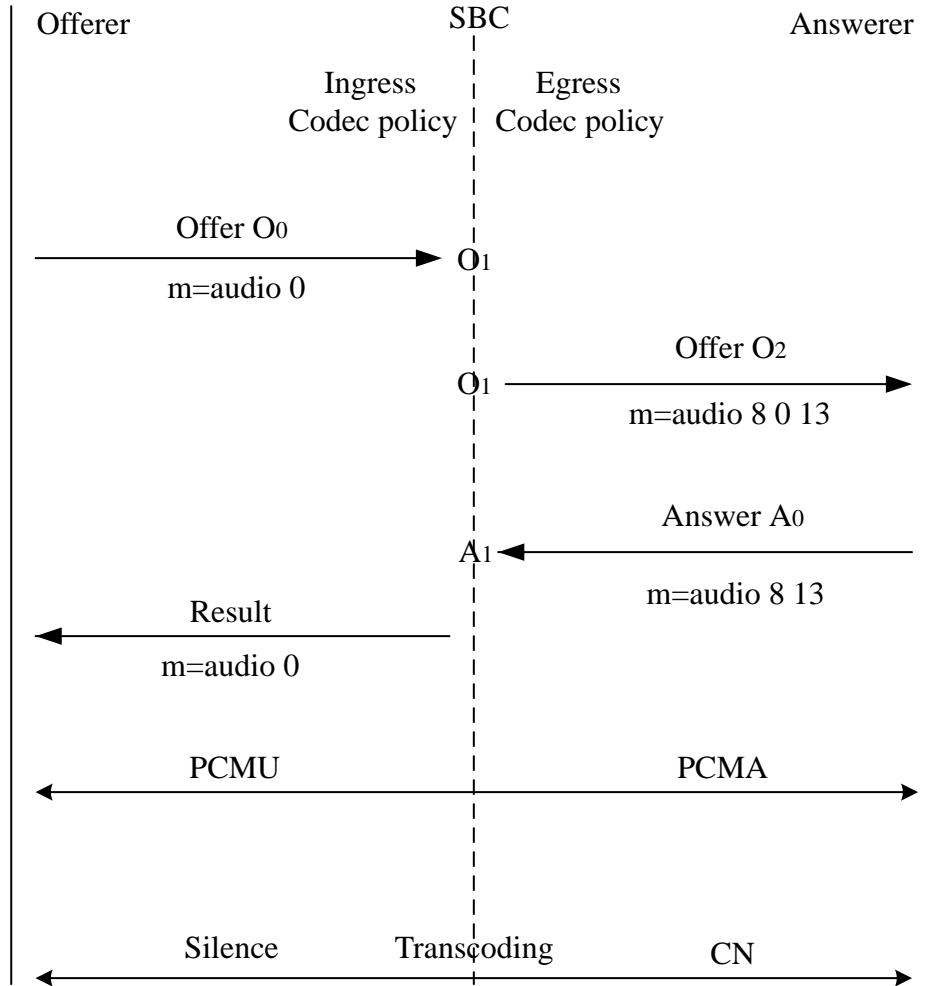 Offerer
SBC
Answerer
Ingress
Codec policy
Egress
Codec policy
Offer O0
O1
m=audio 0
Offer O2
O1
m=audio 8 0 13
Answer A0
A1
m=audio 8 13
Result
m=audio 0
PCMU
PCMA
Silence
Transcoding
CN